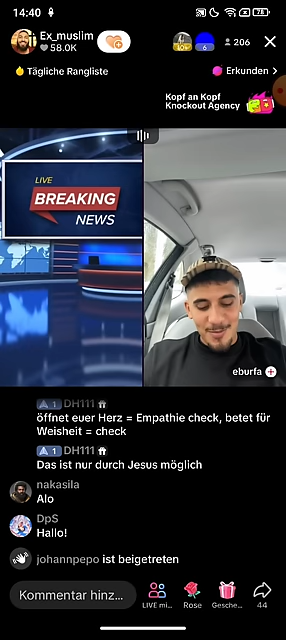 14:40
78
Ex_muslim
58.0K
206
Tägliche Rangliste
Erkunden
Kopf an Kopf
Knockout Agency
LIVE
BREAKING
NEWS
eburfa
1 DH111
öffnet euer Herz = Empathie check, betet für
Weisheit = check
1 DH111
Das ist nur durch Jesus möglich
nakasila
Alo
DpS
Hallo!
johannpepo ist beigetreten
Kommentar hinz...
LIVE mi...
Rose
Gesche...
44